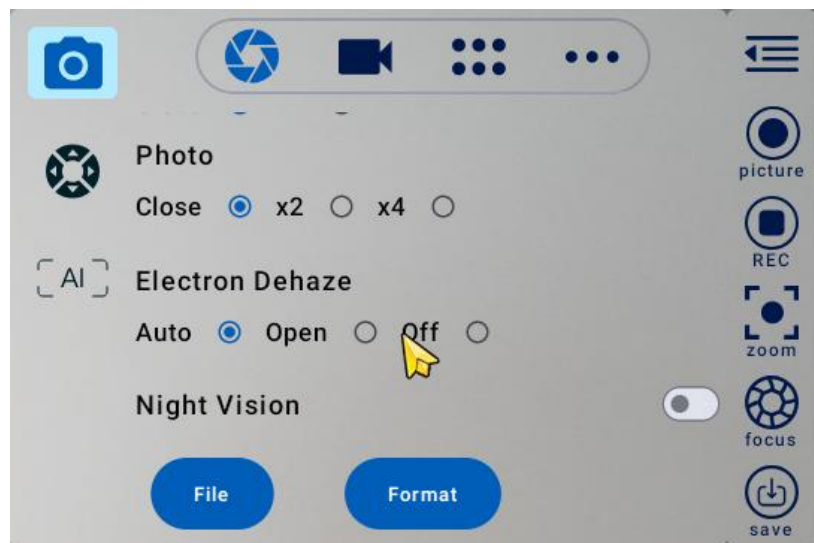 Photo
picture
Close x2 x4
REC
AI Electron Dehaze
Auto Open Off
zoom
Night Vision
focus
File Format
save